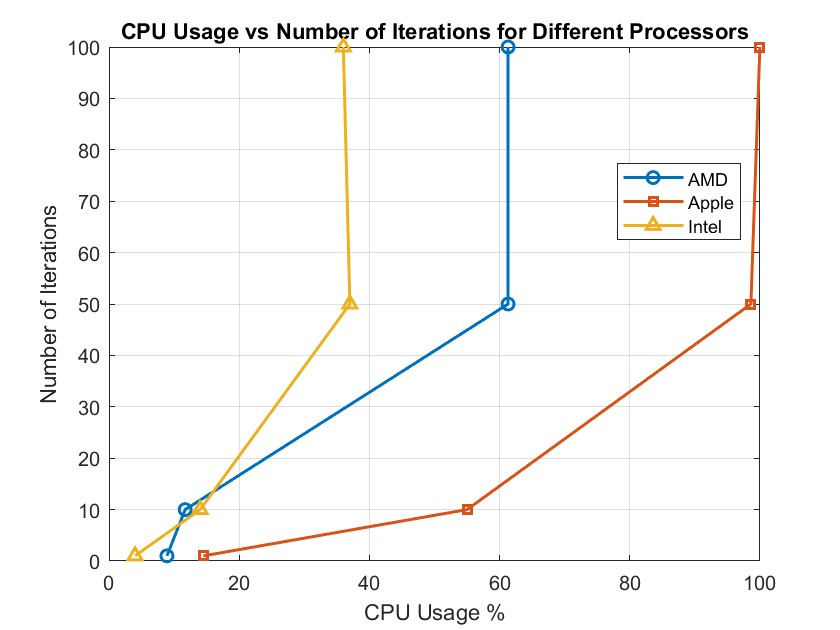 CPU Usage vs Number of Iterations for Different Processors
100
90
80
70
60
50
40
30
20
10
0
Number of Iterations
AMD
Apple
Intel
0 20 40 60 80 100
CPU Usage %